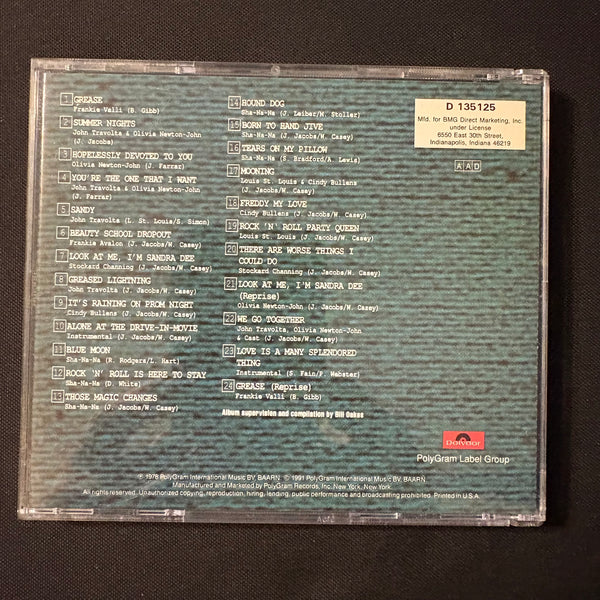 1 GREASE
Frankie Valli (B. Gibb)
2 SUMMER NIGHTS
John Travolta & Olivia Newton-John
(J. Jacobs/W. Casey)
3 HOPELESSLY DEVOTED TO YOU
Olivia Newton-John (J. Farrar)
4 YOU'RE THE ONE THAT I WANT
John Travolta & Olivia Newton-John
(J. Farrar)
5 SANDY
John Travolta (L. St. Louis/S. Simon)
6 BEAUTY SCHOOL DROPOUT
Frankie Avalon (J. Jacobs/W. Casey)
7 LOOK AT ME, I'M SANDRA DEE
Stockard Channing (J. Jacobs/W. Casey)
8 GREASED LIGHTNING
John Travolta (J. Jacobs/W. Casey)
9 IT'S RAINING ON PROM NIGHT
Cindy Bullens (J. Jacobs/W. Casey)
10 ALONE AT THE DRIVE-IN-MOVIE
Instrumental (J. Jacobs/W. Casey)
11 BLUE MOON
Sha-Na-Na (R. Rodgers/L. Hart)
12 ROCK 'N' ROLL IS HERE TO STAY
Sha-Na-Na (D. White)
13 THOSE MAGIC CHANGES
Sha-Na-Na (J. Jacobs/W. Casey)
14 HOUND DOG
Sha-Na-Na (J. Leiber/W. Stoller)
15 BORN TO HAND JIVE
Sha-Na-Na (J. Jacobs/W. Casey)
16 TEARS ON MY PILLOW
Sha-Na-Na (S. Bradford/A. Lewis)
17 MOONING
Louis St. Louis & Cindy Bullens
(J. Jacobs/W. Casey)
18 FREDDY MY LOVE
Cindy Bullens (J. Jacobs/W. Casey)
19 ROCK 'N' ROLL PARTY QUEEN
Louis St. Louis (J. Jacobs/W. Casey)
20 THERE ARE WORSE THINGS I
COULD DO
Stockard Channing (J. Jacobs/W. Casey)
21 LOOK AT ME, I'M SANDRA DEE
(Reprise)
Olivia Newton-John (J. Jacobs/W. Casey)
22 WE GO TOGETHER
John Travolta, Olivia Newton-John
& Cast (J. Jacobs/W. Casey)
23 LOVE IS A MANY SPLENDORED
THING
Instrumental (S. Fain/F. Webster)
24 GREASE (Reprise)
Frankie Valli (B. Gibb)
Album supervision and compilation by Bill Oakes
D 135125
Mfd. for BMG Direct Marketing, Inc.
under License
6550 East 30th Street,
Indianapolis, Indiana 46219
AAD
Polydor
PolyGram Label Group
℗ 1978 PolyGram International Music BV, BAARN © 1991 PolyGram International Music BV, BAARN
Manufactured and Marketed by PolyGram Records, Inc. New York, New York
All rights reserved. Unauthorized copying, reproduction, hiring, lending, public performance and broadcasting prohibited. Printed in U.S.A.